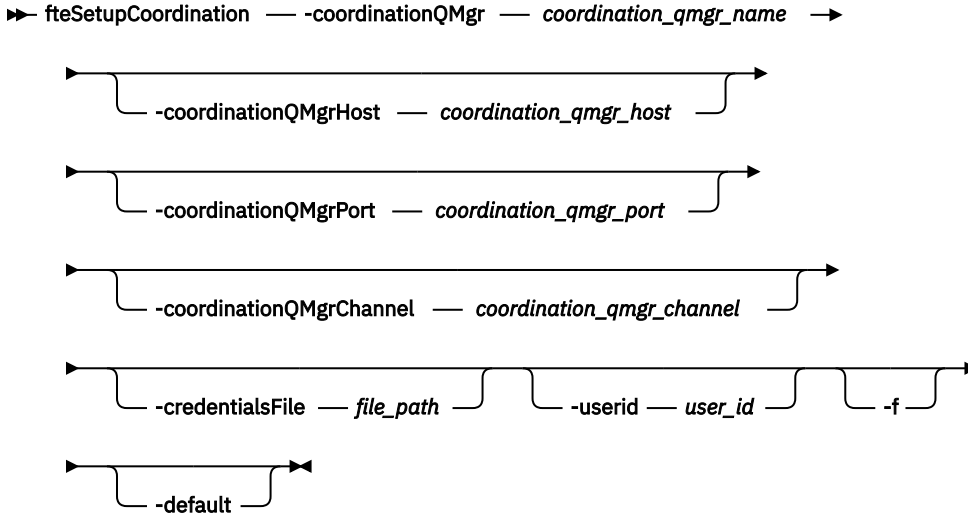 fteSetupCoordination -coordinationQMgr coordination_qmgr_name
-coordinationQMgrHost coordination_qmgr_host
-coordinationQMgrPort coordination_qmgr_port
-coordinationQMgrChannel coordination_qmgr_channel
-credentialsFile file_path -userid user_id -f
-default